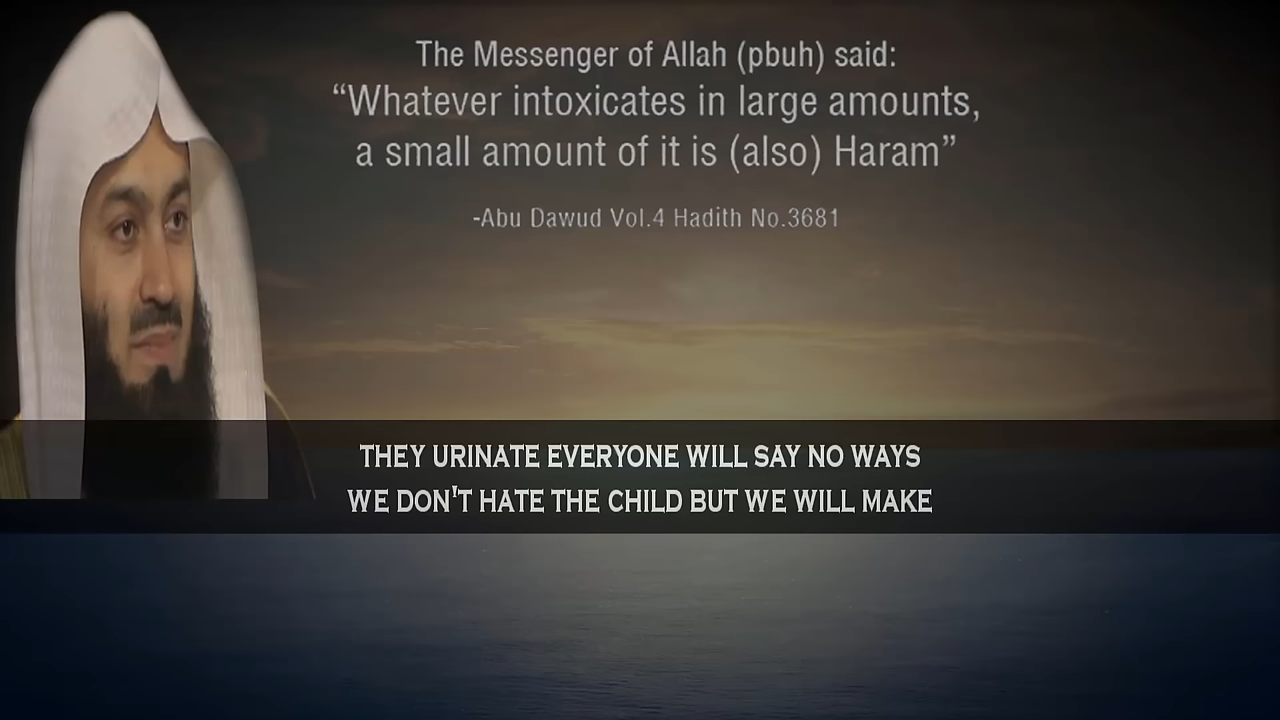 The Messenger of Allah (pbuh) said:
“Whatever intoxicates in large amounts,
a small amount of it is (also) Haram”
-Abu Dawud Vol.4 Hadith No.3681
THEY URINATE EVERYONE WILL SAY NO WAYS
WE DON'T HATE THE CHILD BUT WE WILL MAKE